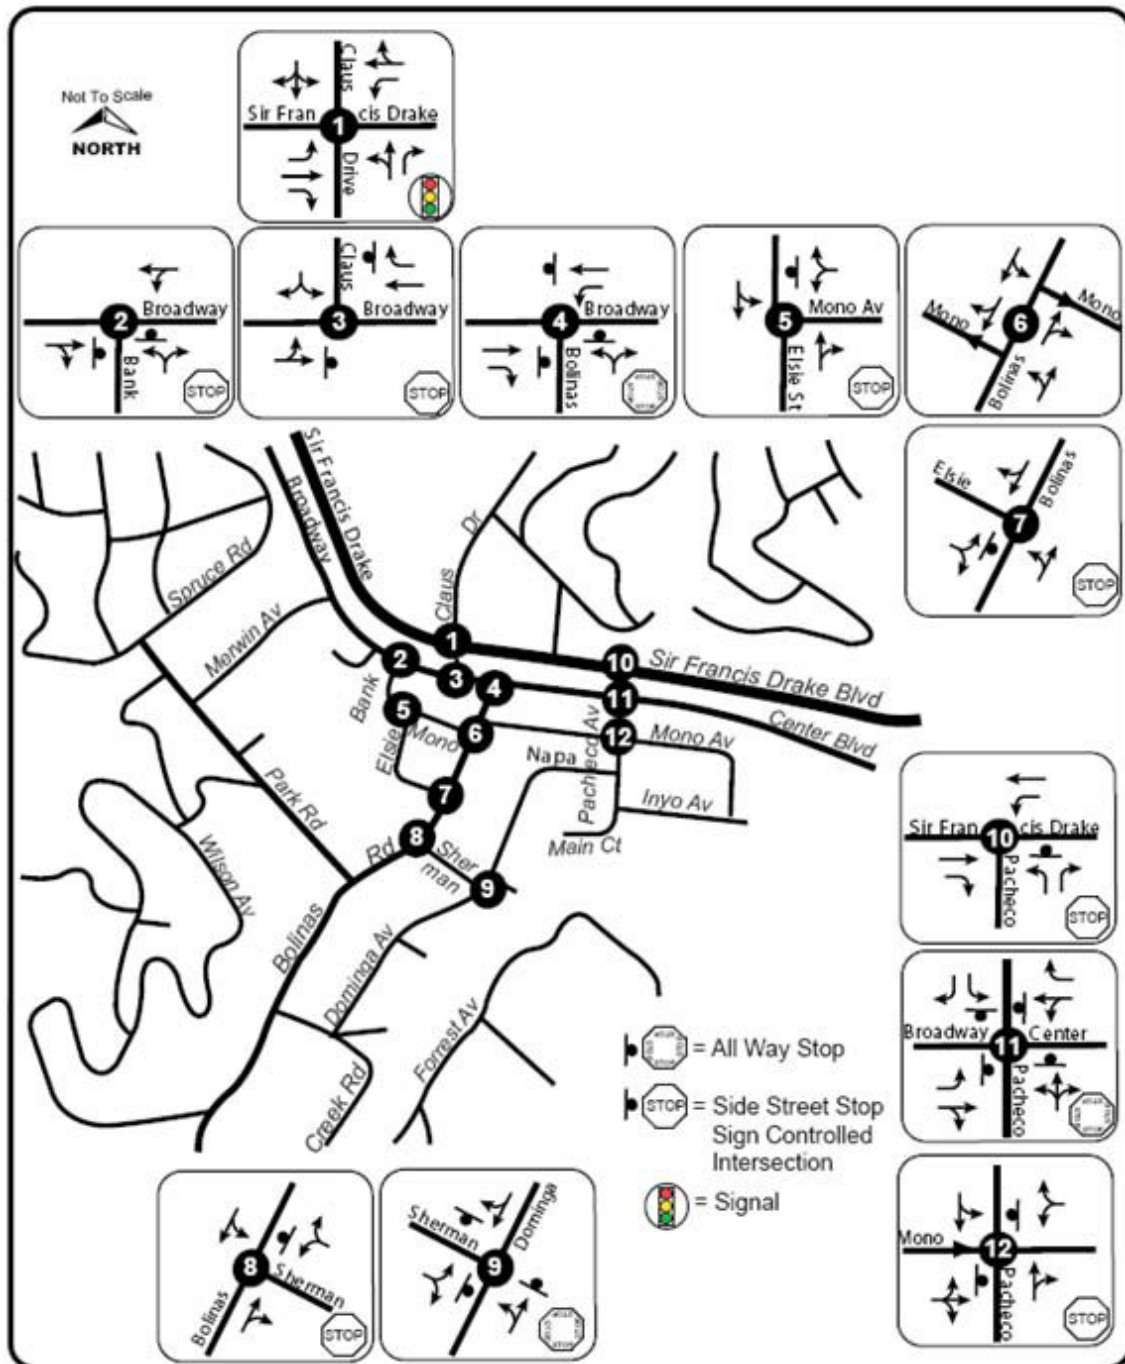 Not To Scale
NORTH
Claus
Sir Fran cis Drake
1
Drive
Broadway
2
Bank
STOP
Claus
3
Broadway
STOP
4
Broadway
Bolinas
5
Mono Av
Elsie St
STOP
Mono
Mono
6
Bolinas
Elsie
Bolinas
7
STOP
Sir Francis Drake
Broadway
Dr
Spruce Rd
Claus
Merwin Av
1
2
3
4
10
Sir Francis Drake Blvd
11
Bank
5
Mono
6
Pacheco Av
12
Mono Av
Center Blvd
Elsie
Napa
7
Park Rd
Inyo Av
Main Ct
8
Rd
Sher
man
9
Wilson Av
Bolinas
Dominga Av
Forrest Av
Creek Rd
Sir Fran cis Drake
10
Pacheco
STOP
Broadway Center
11
Pacheco
Mono
12
Pacheco
STOP
= All Way Stop
STOP = Side Street Stop
Sign Controlled
Intersection
= Signal
8
Sherman
Bolinas
STOP
Sherman
Dominga
9